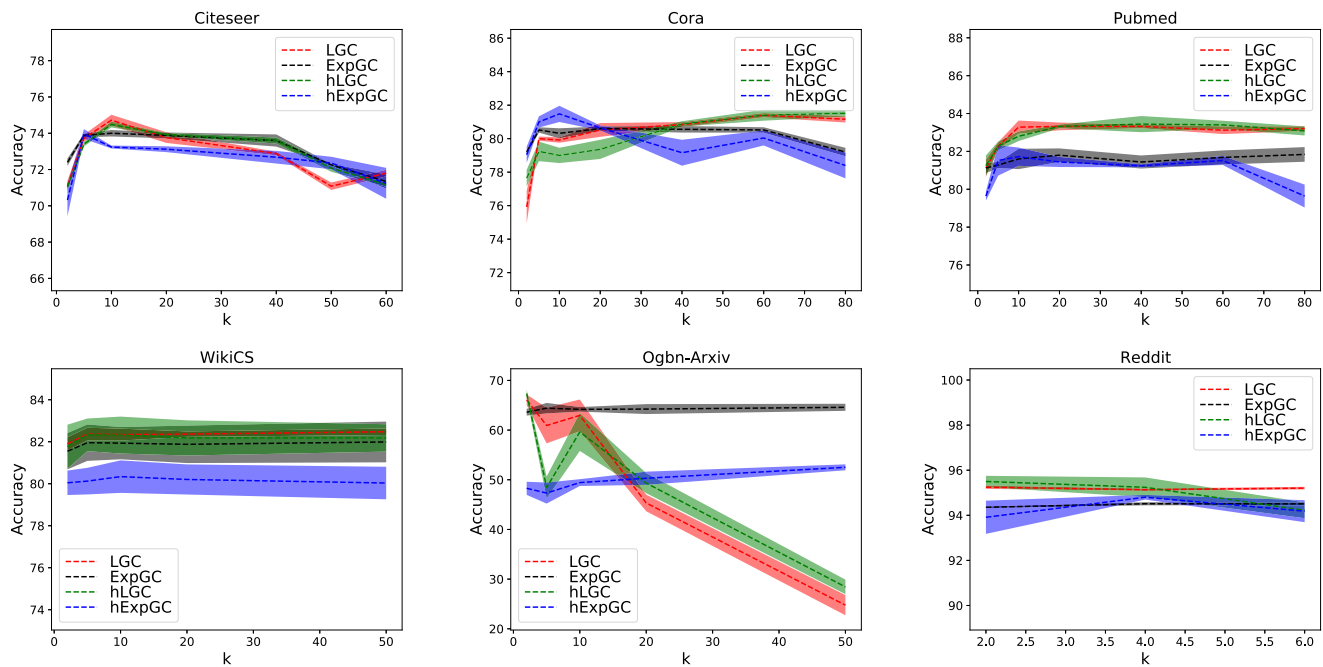 Citeseer
Accuracy
78
76
74
72
70
68
66
0
10
20
30
40
50
60
k
LGC
ExpGC
hLGC
hExpGC
Cora
Accuracy
86
84
82
80
78
76
74
72
0
10
20
30
40
50
60
70
80
k
LGC
ExpGC
hLGC
hExpGC
Pubmed
Accuracy
88
86
84
82
80
78
76
0
10
20
30
40
50
60
70
80
k
LGC
ExpGC
hLGC
hExpGC
WikiCS
Accuracy
84
82
80
78
76
74
0
10
20
30
40
50
k
LGC
ExpGC
hLGC
hExpGC
Ogbn-Arxiv
Accuracy
70
60
50
40
30
20
0
10
20
30
40
50
k
LGC
ExpGC
hLGC
hExpGC
Reddit
Accuracy
100
99
96
94
92
91
89
2.0
2.5
3.0
3.5
4.0
4.5
5.0
5.5
6.0
k
LGC
ExpGC
hLGC
hExpGC